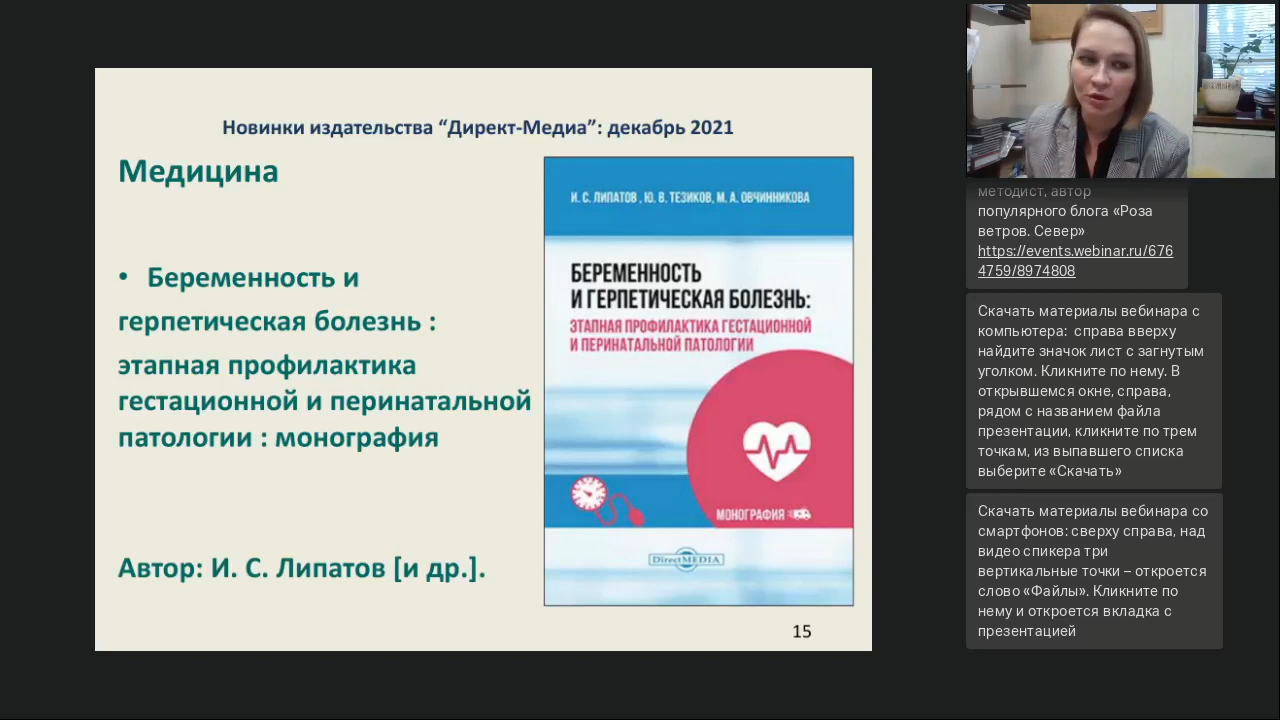 Новинки издательства “Директ-Медиа”: декабрь 2021
Медицина
• Беременность и
герпетическая болезнь :
этапная профилактика
гестационной и перинатальной
патологии : монография
Автор: И. С. Липатов [и др.].
И. С. ЛИПАТОВ , Ю. В. ТЕЗИКОВ, М. А. ОВЧИННИКОВА
БЕРЕМЕННОСТЬ
И ГЕРПЕТИЧЕСКАЯ БОЛЕЗНЬ:
ЭТАПНАЯ ПРОФИЛАКТИКА ГЕСТАЦИОННОЙ
И ПЕРИНАТАЛЬНОЙ ПАТОЛОГИИ
МОНОГРАФИЯ
DirectMEDIA
15
методист, автор
популярного блога «Роза
ветров. Север»
https://events.webinar.ru/676
4759/8974808
Скачать материалы вебинара с
компьютера:  справа вверху
найдите значок лист с загнутым
уголком. Кликните по нему. В
открывшемся окне, справа,
рядом с названием файла
презентации, кликните по трем
точкам, из выпавшего списка
выберите «Скачать»
Скачать материалы вебинара со
смартфонов: сверху справа, над
видео спикера три
вертикальные точки – откроется
слово «Файлы». Кликните по
нему и откроется вкладка с
презентацией